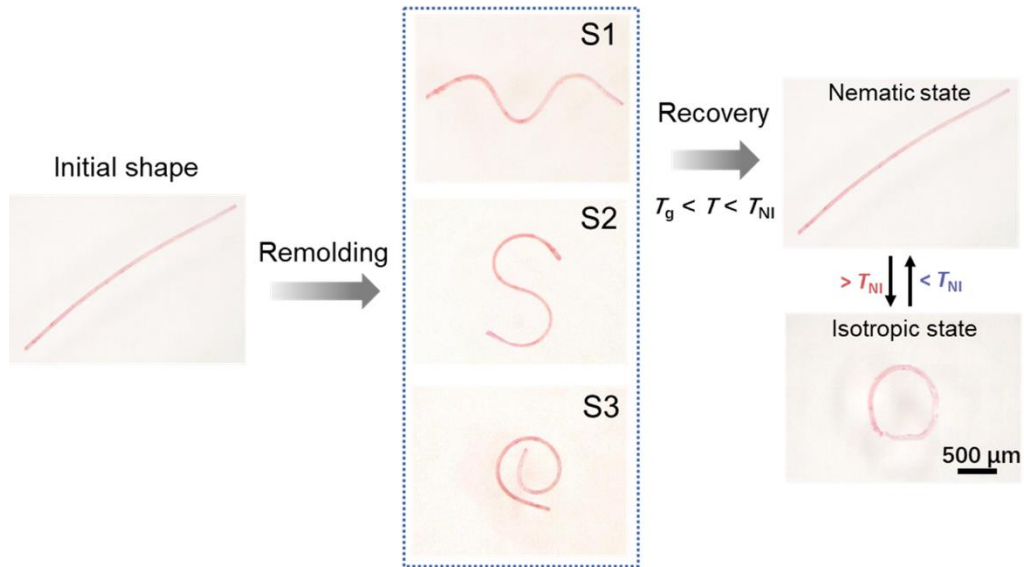 Initial shape
Remolding
S1
S2
S3
Recovery
Tg < T < TNI
Nematic state
> TNI
< TNI
Isotropic state
500 μm